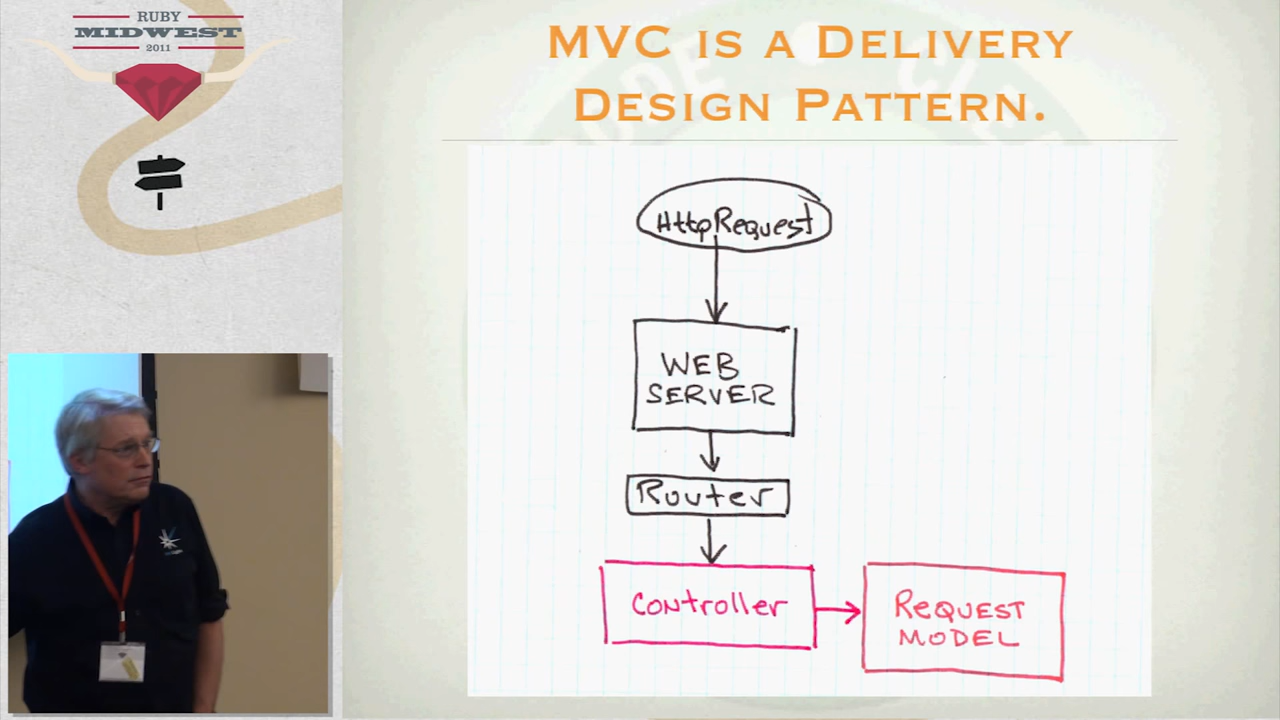 RUBY
MIDWEST
2011
MVC IS A DELIVERY
DESIGN PATTERN.
HttpRequest
WEB
SERVER
Router
Controller
REQUEST
MODEL